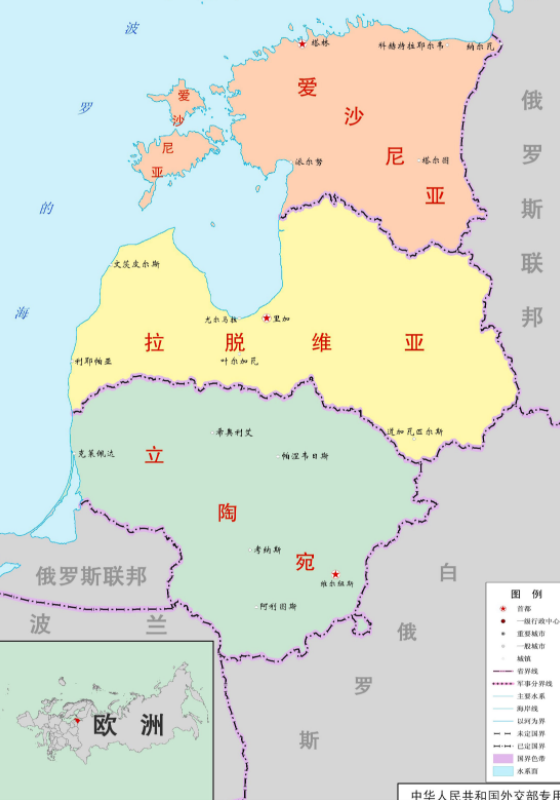 波
罗
的
海
塔林
科赫特拉耶尔韦
纳尔瓦
爱
沙
尼
亚
爱
沙
尼
亚
派尔努
塔尔图
俄
罗
斯
联
邦
文茨皮尔斯
尤尔马拉
里加
拉 脱 维 亚
利耶帕亚
叶尔加瓦
道加瓦匹尔斯
希奥利艾
立
克莱佩达
帕涅韦日斯
陶
考纳斯
宛
维尔纽斯
阿利图斯
俄罗斯联邦
波 兰
白
俄
罗
斯
欧 洲
图 例
首都
一级行政中心
重要城市
一般城市
城镇
省界线
军事分界线
主要水系
海岸线
以河为界
未定国界
已定国界
国界色带
水系面
中华人民共和国外交部专用